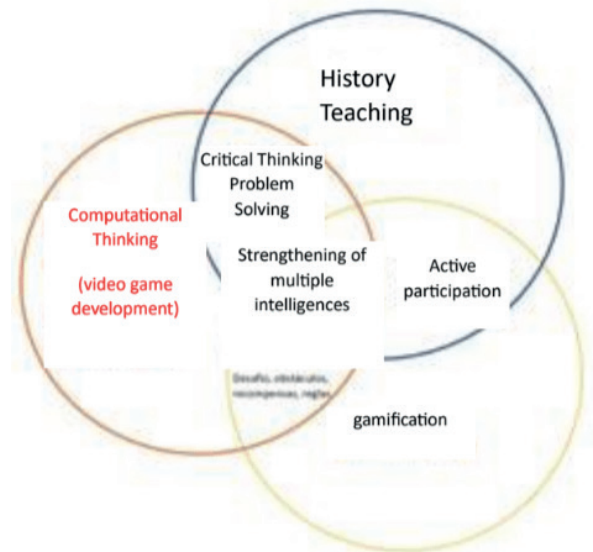 History
Teaching
Critical Thinking
Problem
Solving
Computational
Thinking
(video game
development)
Strengthening of
multiple
intelligences
Active
participation
Desafío, obstáculos,
recompensas, reglas
gamification